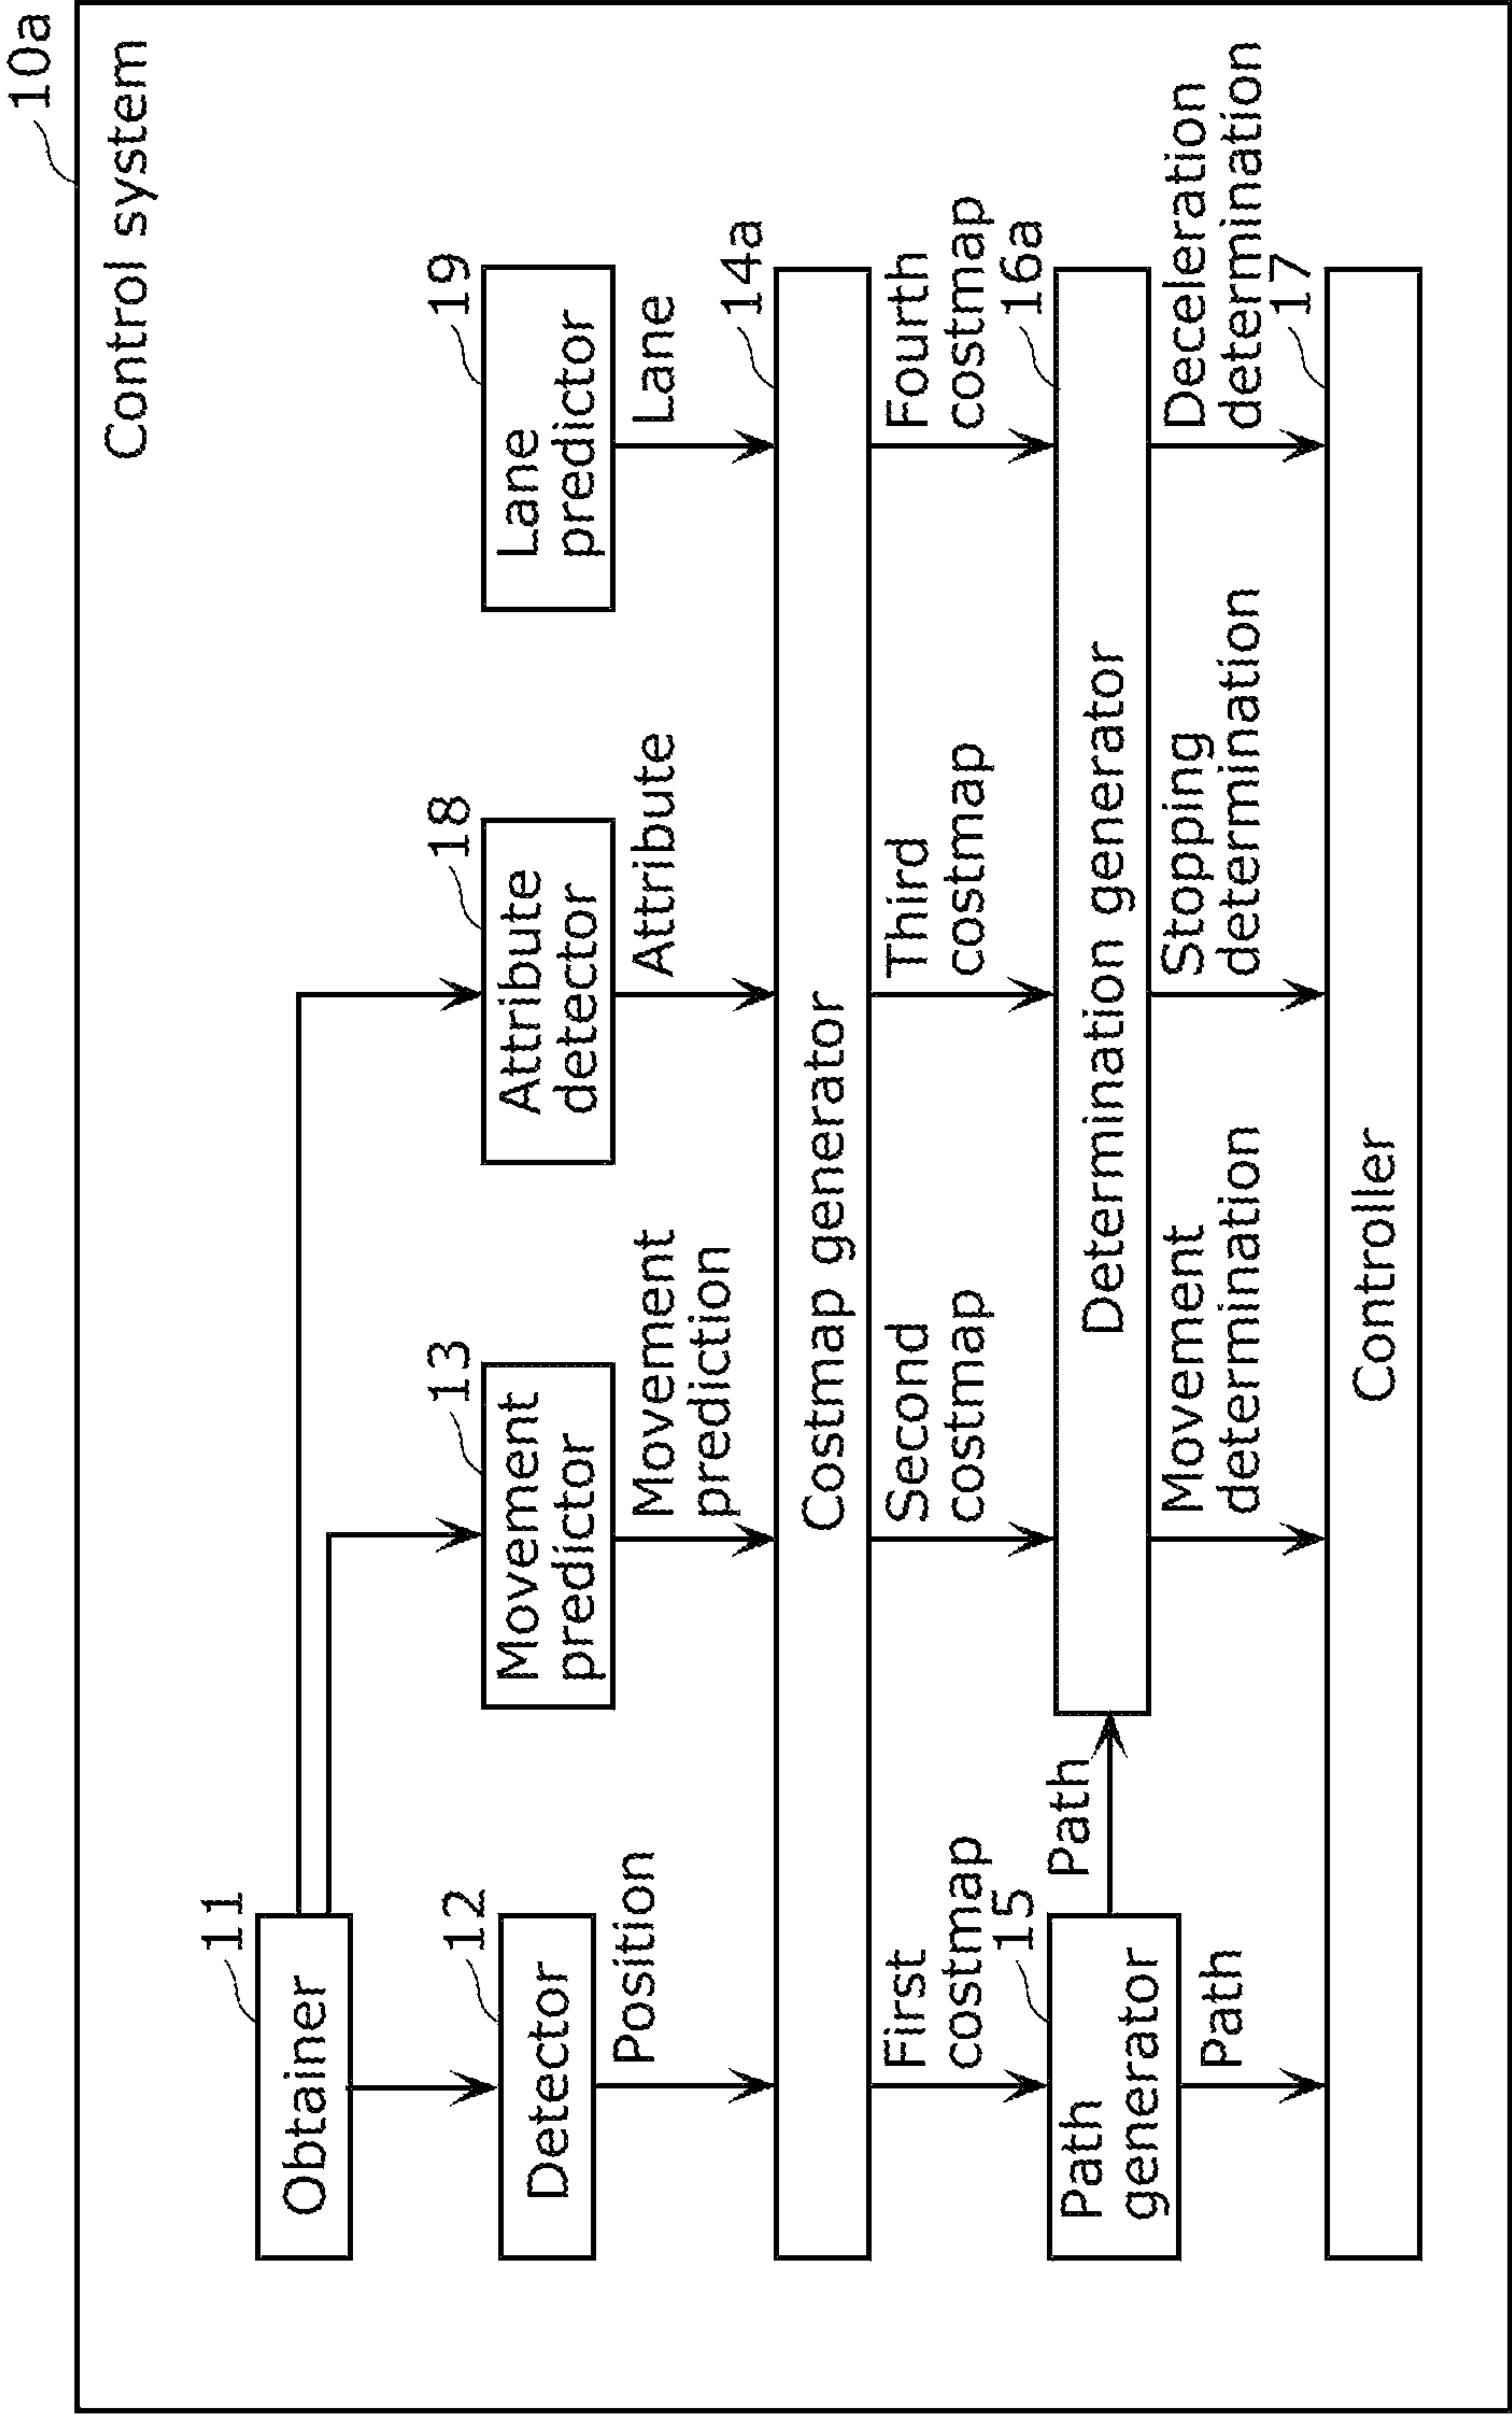 10a
Control system
11
Obtainer
12
Detector
13
Movement
predictor
18
Attribute
detector
19
Lane
predictor
Position
Movement
prediction
Attribute
Lane
14a
Costmap generator
First
costmap
Second
costmap
Third
costmap
Fourth
costmap
15
Path
generator
Path
16a
Determination generator
Path
Movement
determination
Stopping
determination
Deceleration
determination
17
Controller